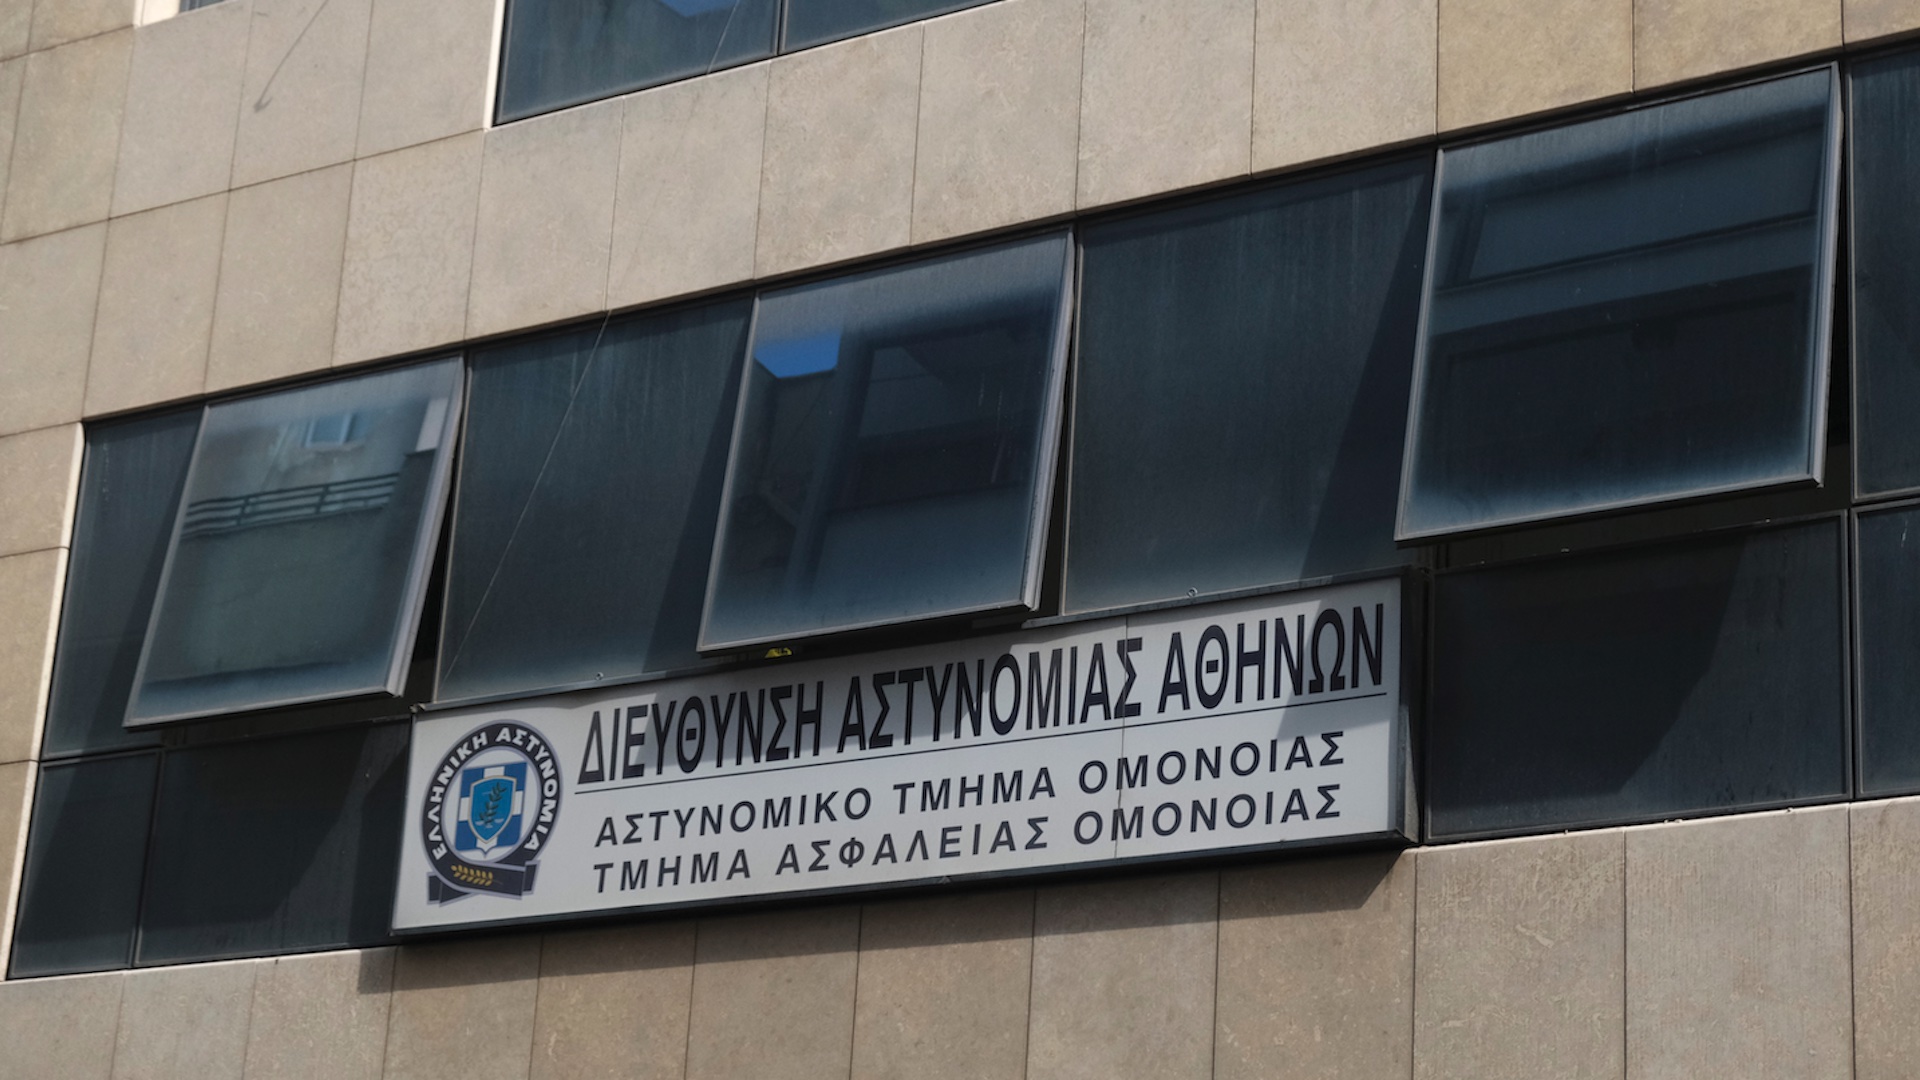 ΔΙΕΥΘΥΝΣΗ ΑΣΤΥΝΟΜΙΑΣ ΑΘΗΝΩΝ
ΑΣΤΥΝΟΜΙΚΟ ΤΜΗΜΑ ΟΜΟΝΟΙΑΣ
ΤΜΗΜΑ ΑΣΦΑΛΕΙΑΣ ΟΜΟΝΟΙΑΣ
ΕΛΛΗΝΙΚΗ ΑΣΤΥΝΟΜΙΑ